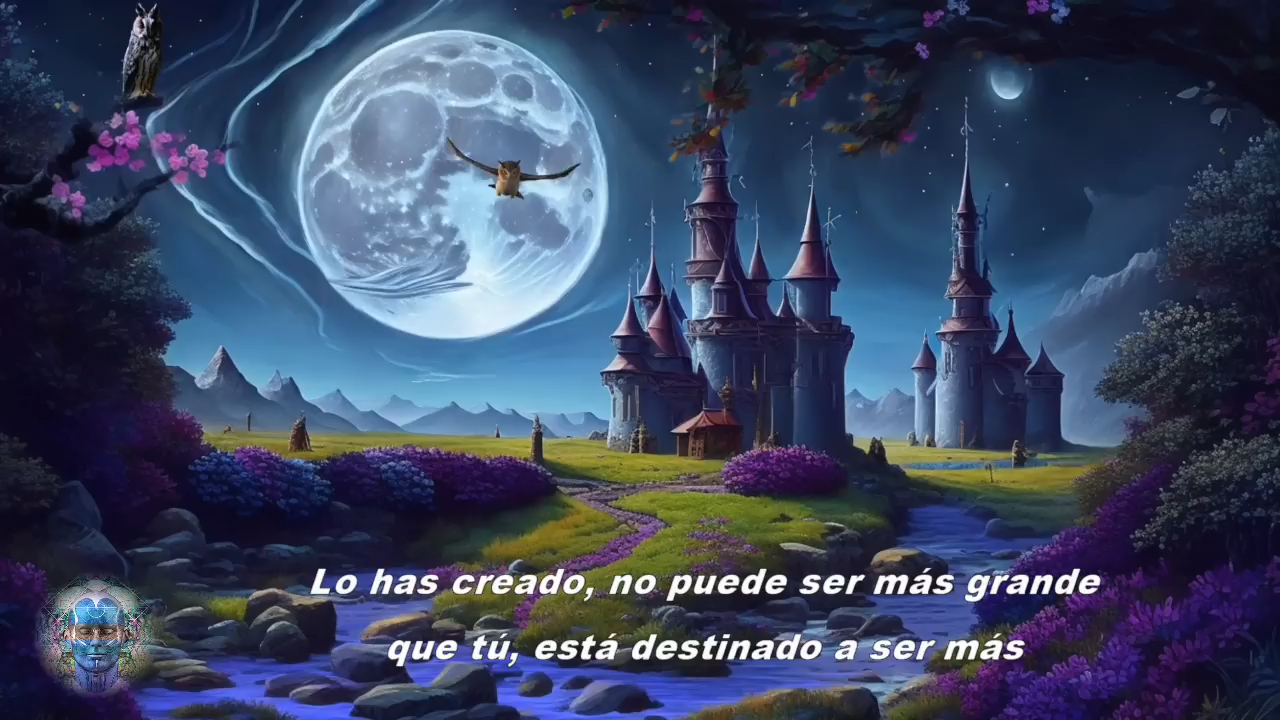 Lo has creado, no puede ser más grande
que tú, está destinado a ser más